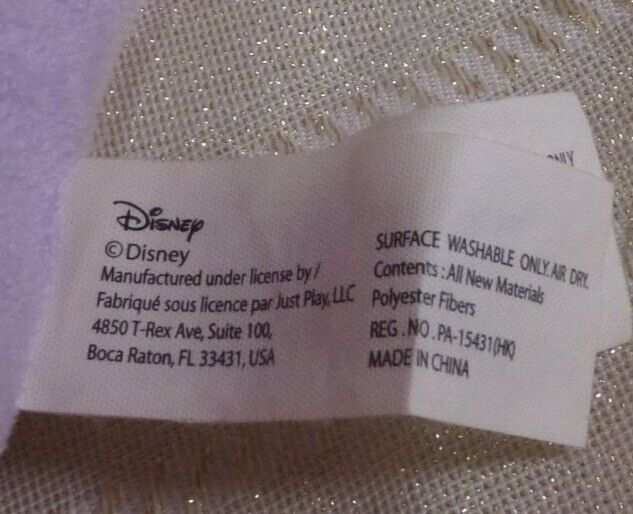 Disney
©Disney
Manufactured under license by/
Fabriqué sous licence par Just Play, LLC
4850 T-Rex Ave, Suite 100,
Boca Raton, FL 33431, USA
SURFACE WASHABLE ONLY. AIR DRY.
Contents : All New Materials
Polyester Fibers
REG . NO . PA-15431(HK)
MADE IN CHINA
ONLY